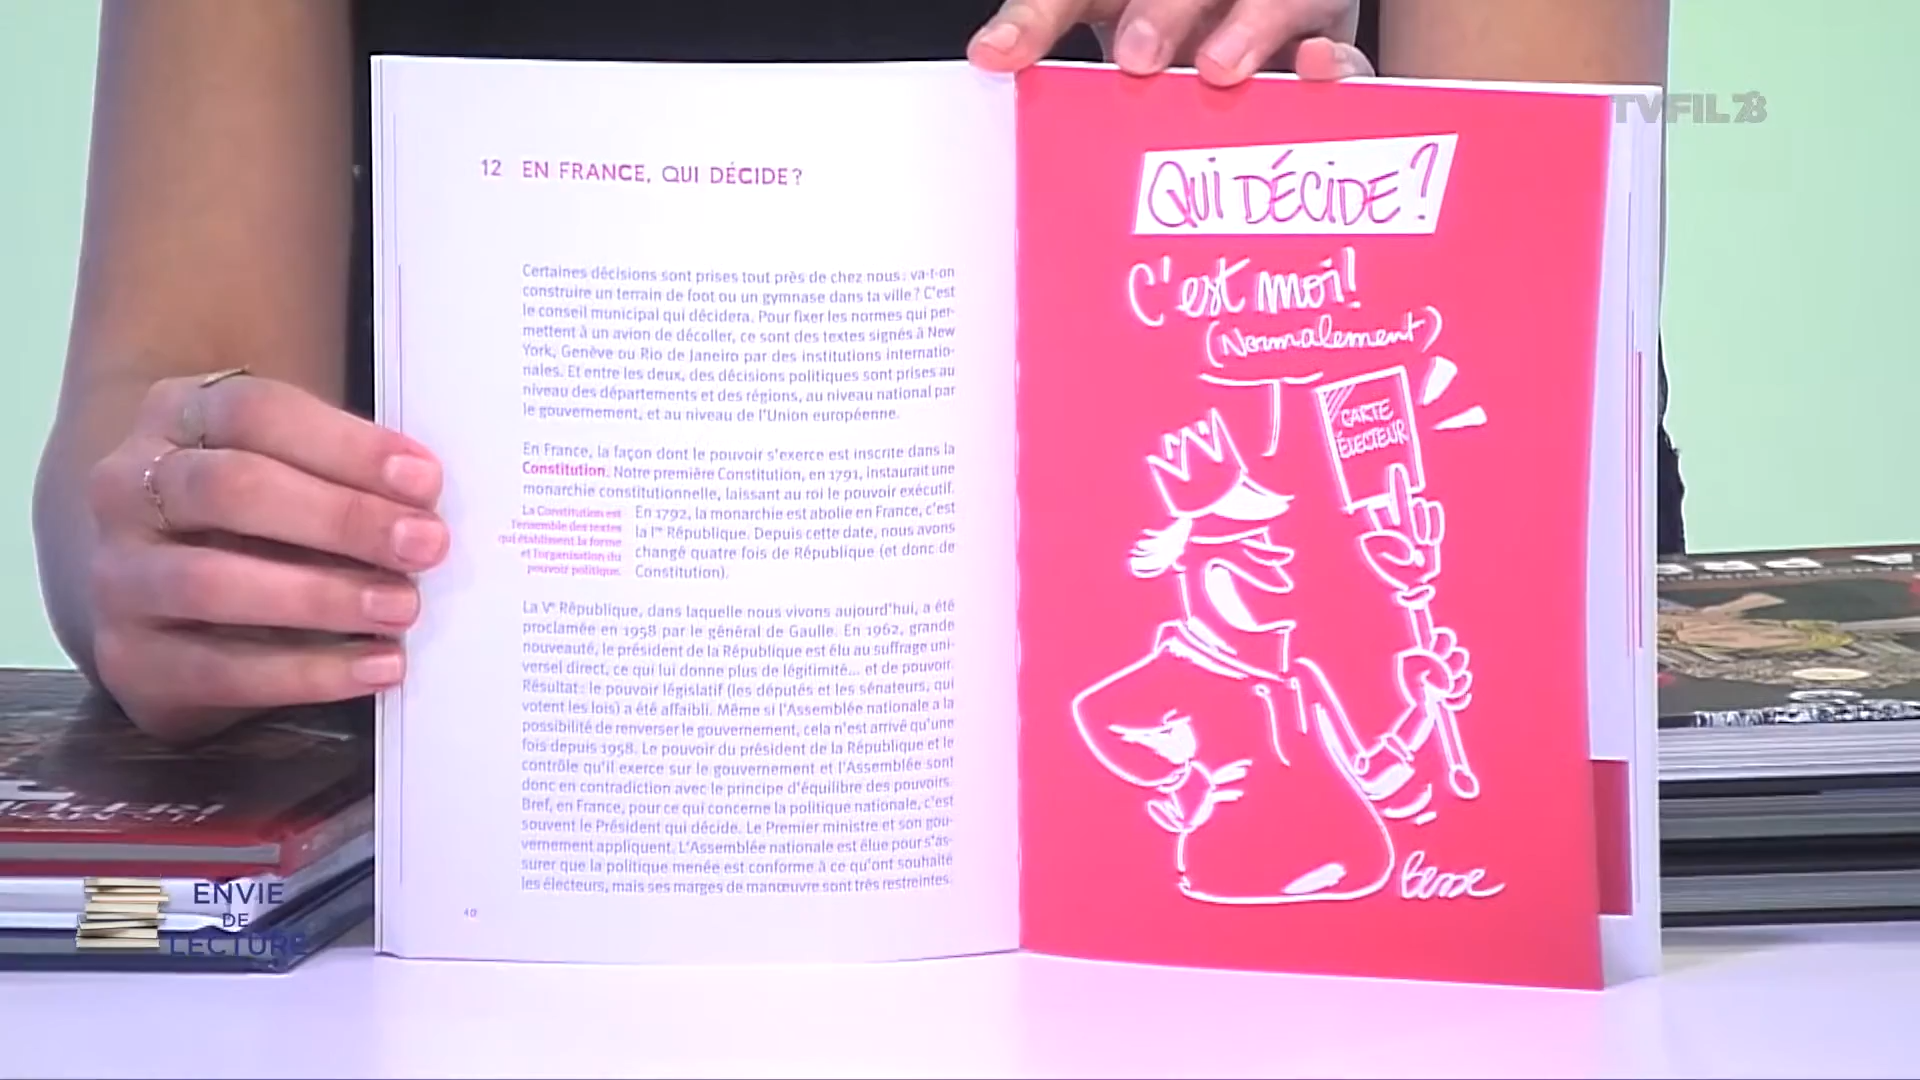 TVFIL78
12 EN FRANCE, QUI DÉCIDE ?
Certaines décisions sont prises tout près de chez nous : va-t-on
construire un terrain de foot ou un gymnase dans ta ville ? C'est
le conseil municipal qui décidera. Pour fixer les normes qui per-
mettent à un avion de décoller, ce sont des textes signés à New
York, Genève ou Rio de Janeiro par des institutions internatio-
nales. Et entre les deux, des décisions politiques sont prises au
niveau des départements et des régions, au niveau national par
le gouvernement, et au niveau de l'Union européenne.
En France, la façon dont le pouvoir s'exerce est inscrite dans la
Constitution. Notre première Constitution, en 1791, instaurait une
monarchie constitutionnelle, laissant au roi le pouvoir exécutif.
En 1792, la monarchie est abolie en France, c'est
la Ire République. Depuis cette date, nous avons
changé quatre fois de République (et donc de
Constitution).
La Constitution est
l'ensemble des textes
qui établissent la forme
et l'organisation du
pouvoir politique.
La Ve République, dans laquelle nous vivons aujourd'hui, a été
proclamée en 1958 par le général de Gaulle. En 1962, grande
nouveauté, le président de la République est élu au suffrage uni-
versel direct, ce qui lui donne plus de légitimité... et de pouvoir.
Résultat : le pouvoir législatif (les députés et les sénateurs, qui
votent les lois) a été affaibli. Même si l'Assemblée nationale a la
possibilité de renverser le gouvernement, cela n'est arrivé qu'une
fois depuis 1958. Le pouvoir du président de la République et le
contrôle qu'il exerce sur le gouvernement et l'Assemblée sont
donc en contradiction avec le principe d'équilibre des pouvoirs.
Bref, en France, pour ce qui concerne la politique nationale, c'est
souvent le Président qui décide. Le Premier ministre et son gou-
vernement appliquent. L'Assemblée nationale est élue pour s'as-
surer que la politique menée est conforme à ce qu'ont souhaité
les électeurs, mais ses marges de manœuvre sont très restreintes.
40
QUI DÉCIDE ?
C'est moi !
(Normalement)
CARTE
ÉLECTEUR
ENVIE
DE
LECTURE